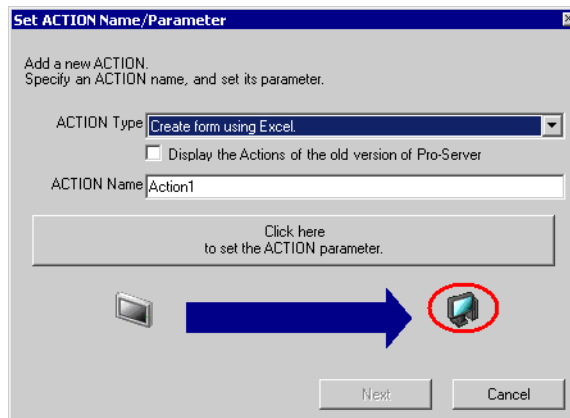 Set ACTION Name/Parameter
Add a new ACTION.
Specify an ACTION name, and set its parameter.
ACTION Type
Create form using Excel.
Display the Actions of the old version of Pro-Server
ACTION Name
Action1
Click here
to set the ACTION parameter.
Next
Cancel